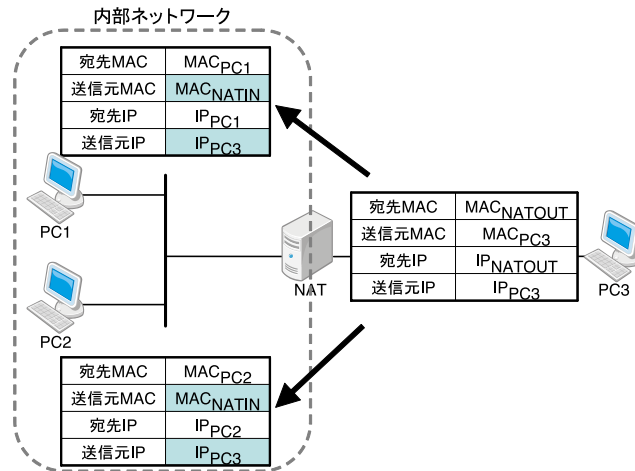 内部ネットワーク
宛先MAC MACPC1
送信元MAC MACNATIN
宛先IP IPPC1
送信元IP IPPC3
PC1
宛先MAC MACNATOUT
送信元MAC MACPC3
宛先IP IPNATOUT
送信元IP IPPC3
NAT
PC3
PC2
宛先MAC MACPC2
送信元MAC MACNATIN
宛先IP IPPC2
送信元IP IPPC3